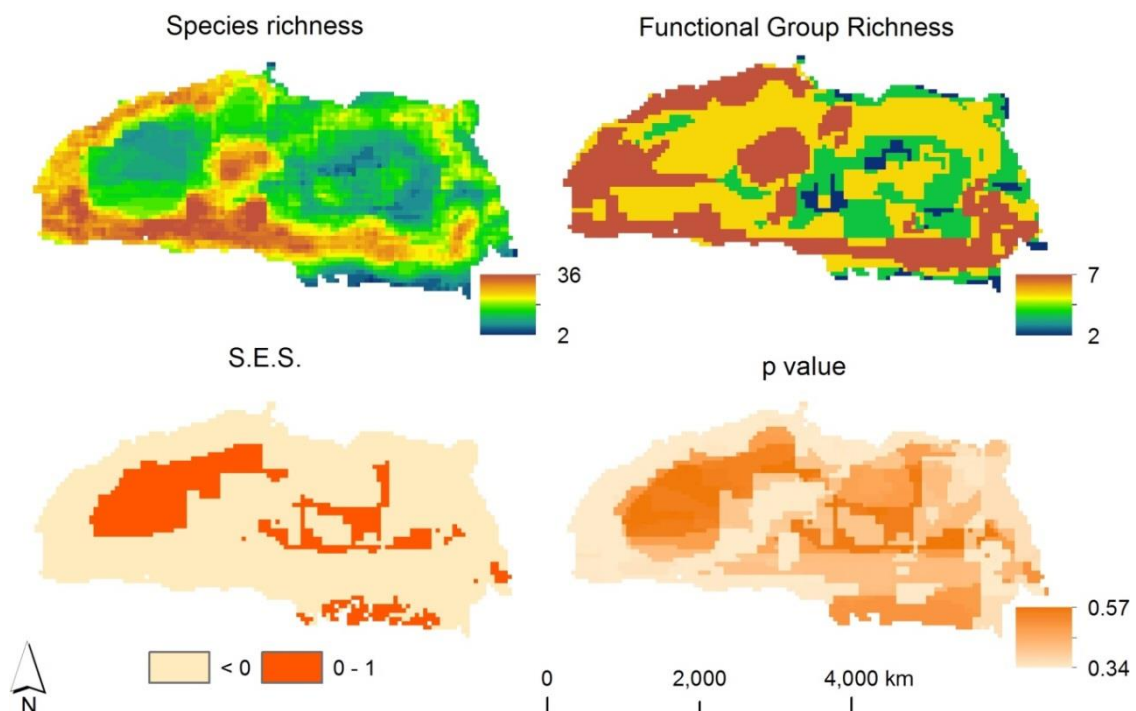 Species richness
Functional Group Richness
36
2
7
2
S.E.S.
p value
0.57
0.34
< 0
0 - 1
0
2,000
4,000 km
N